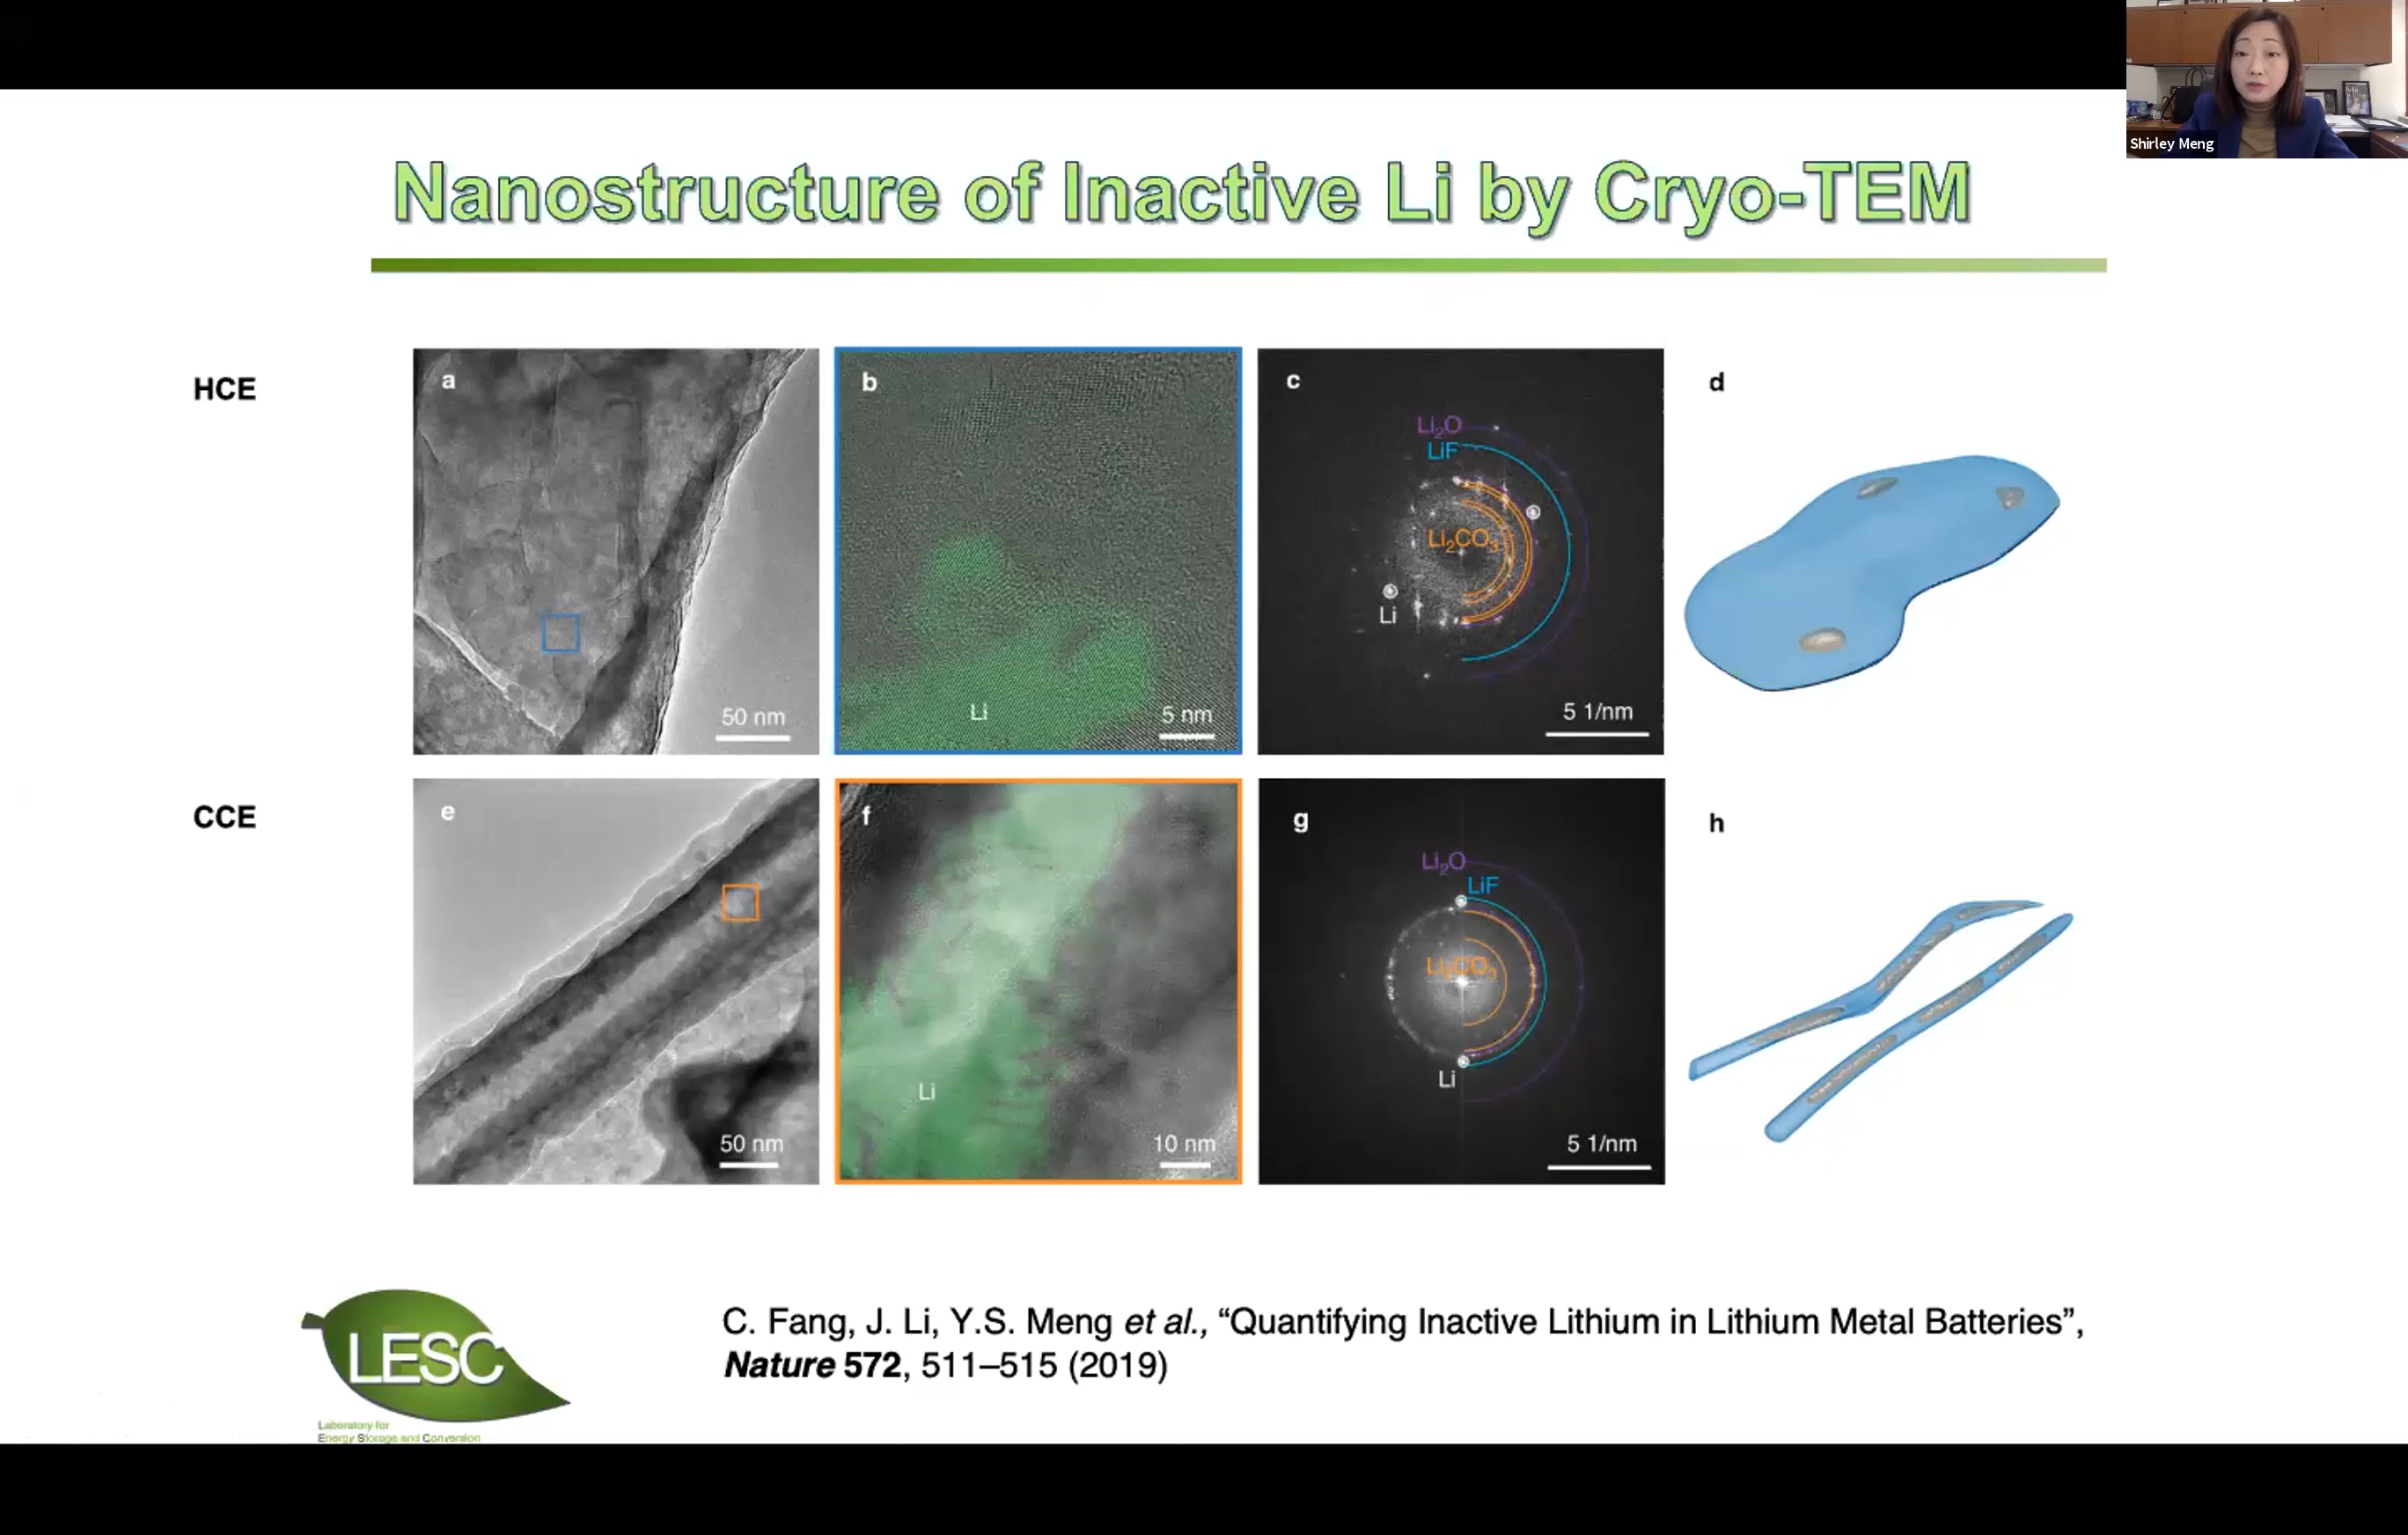 Shirley Meng
Nanostructure of Inactive Li by Cryo-TEM
HCE
a
50 nm
b
Li
5 nm
c
Li₂O
LiF
Li₂CO₃
Li
5 1/nm
d
CCE
e
50 nm
f
Li
10 nm
g
Li₂O
LiF
Li₂CO₃
Li
5 1/nm
h
LESC
Laboratory for
Energy Storage and Conversion
C. Fang, J. Li, Y.S. Meng et al., “Quantifying Inactive Lithium in Lithium Metal Batteries”,
Nature 572, 511–515 (2019)